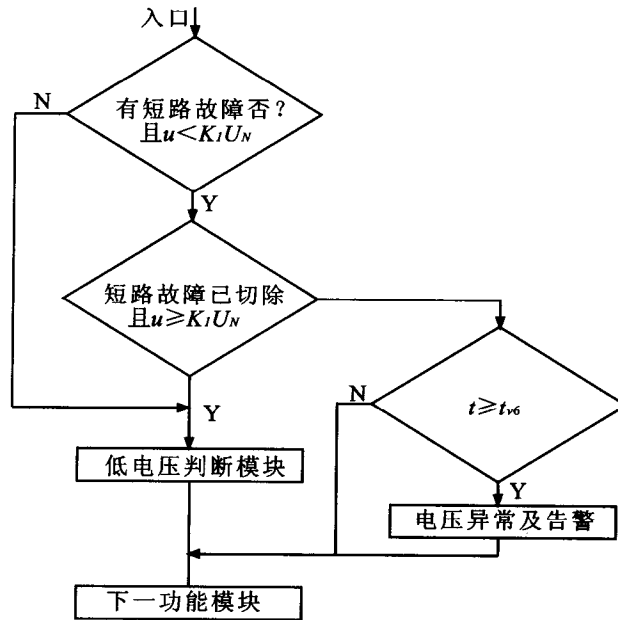 入口
N
有短路故障否？
且u＜K₁U_N
Y
短路故障已切除
且u≥K₁U_N
N
t≥t_v6
Y
Y
低电压判断模块
电压异常及告警
下一功能模块